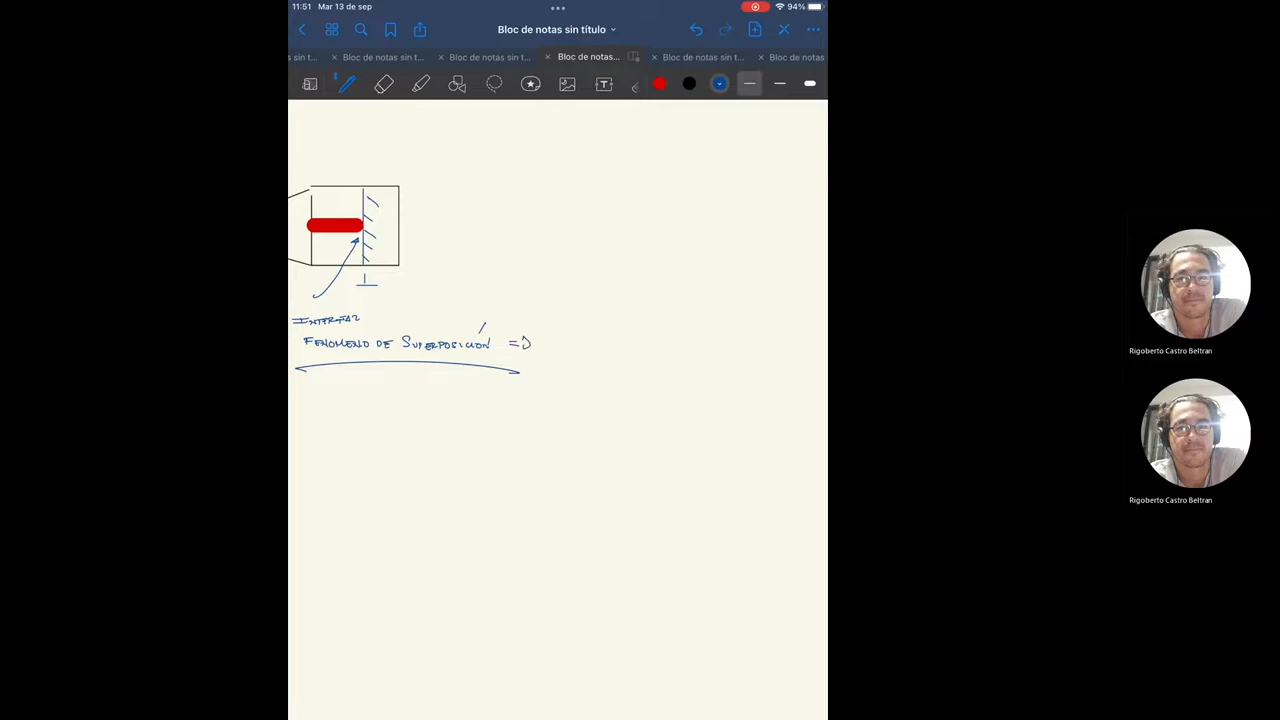 11:51 Mar 13 de sep
94%
Bloc de notas sin título
sin t...
Bloc de notas sin t...
Bloc de notas sin t...
Bloc de notas...
Bloc de notas sin t...
Bloc de notas
T
INTERFAZ
FENOMENO DE SUPERPOSICIÓN =D
Rigoberto Castro Beltran
Rigoberto Castro Beltran